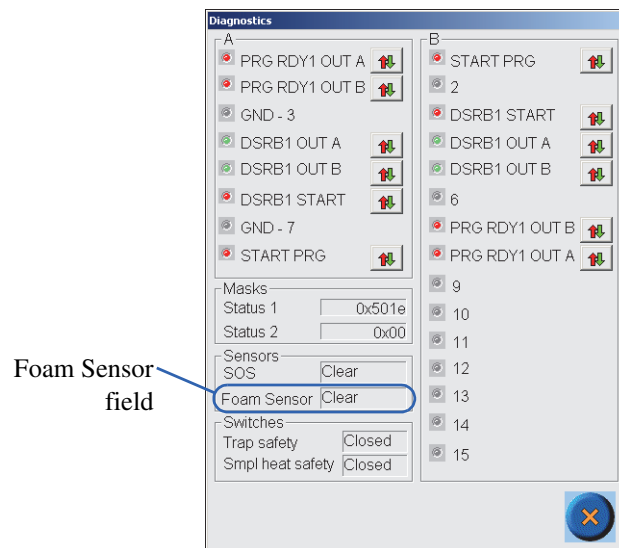 Diagnostics
A
PRG RDY1 OUT A
PRG RDY1 OUT B
GND - 3
DSRB1 OUT A
DSRB1 OUT B
DSRB1 START
GND - 7
START PRG
Masks
Status 1 0x501e
Status 2 0x00
Sensors
SOS Clear
Foam Sensor Clear
Switches
Trap safety Closed
Smpl heat safety Closed
B
START PRG
2
DSRB1 START
DSRB1 OUT A
DSRB1 OUT B
6
PRG RDY1 OUT B
PRG RDY1 OUT A
9
10
11
12
13
14
15
Foam Sensor
field